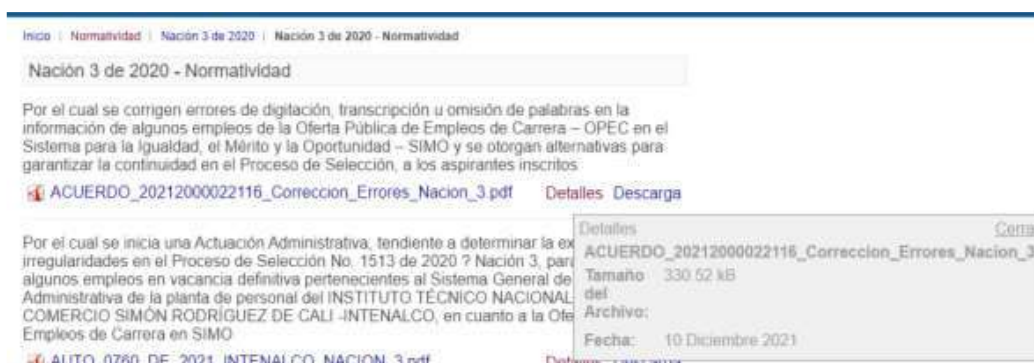 Inicio | Normatividad | Nación 3 de 2020 | Nación 3 de 2020 - Normatividad
Nación 3 de 2020 - Normatividad
Por el cual se corrigen errores de digitación, transcripción u omisión de palabras en la
información de algunos empleos de la Oferta Pública de Empleos de Carrera – OPEC en el
Sistema para la Igualdad, el Mérito y la Oportunidad – SIMO y se otorgan alternativas para
garantizar la continuidad en el Proceso de Selección, a los aspirantes inscritos
ACUERDO_20212000022116_Correccion_Errores_Nacion_3.pdf Detalles Descarga
Por el cual se inicia una Actuación Administrativa, tendiente a determinar la ex
irregularidades en el Proceso de Selección No. 1513 de 2020 ? Nación 3, para
algunos empleos en vacancia definitiva pertenecientes al Sistema General de
Administrativa de la planta de personal del INSTITUTO TÉCNICO NACIONAL
COMERCIO SIMÓN RODRÍGUEZ DE CALI -INTENALCO, en cuanto a la Ofe
Empleos de Carrera en SIMO
AUTO_0760_DE_2021_INTENALCO_NACION_3.pdf
Detalles Cerra
ACUERDO_20212000022116_Correccion_Errores_Nacion_3
Tamaño 330.52 kB
del
Archivo:
Fecha: 10 Diciembre 2021